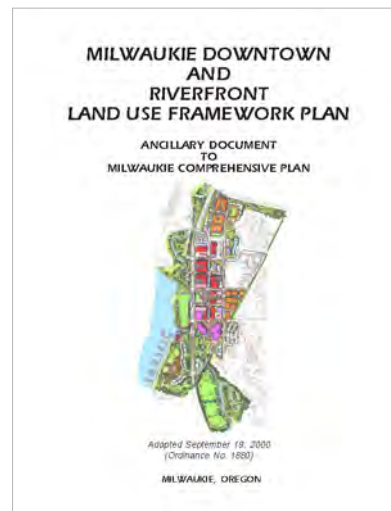 MILWAUKIE DOWNTOWN
AND
RIVERFRONT
LAND USE FRAMEWORK PLAN
ANCILLARY DOCUMENT
TO
MILWAUKIE COMPREHENSIVE PLAN
Adopted September 19, 2000
(Ordinance No. 1880)
MILWAUKIE, OREGON